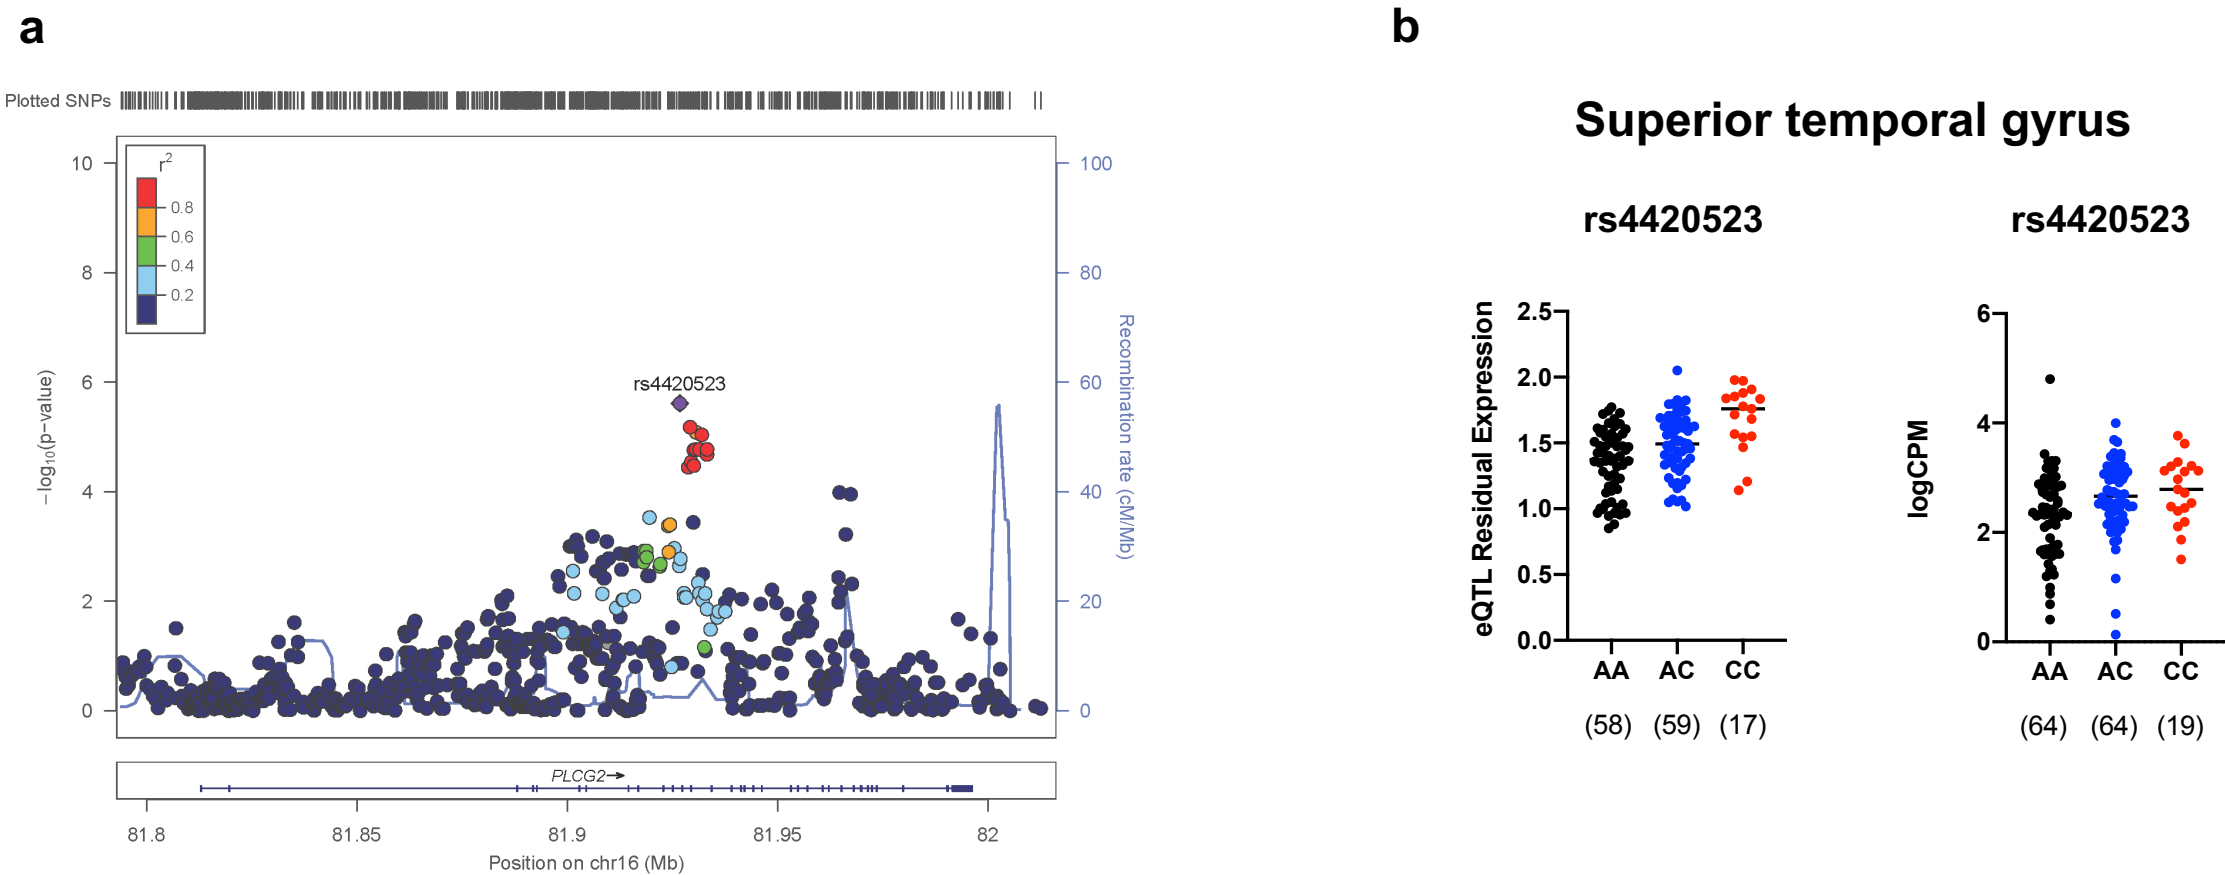 a
Plotted SNPs
r2
0.8
0.6
0.4
0.2
10
8
6
4
2
0
−log10(p−value)
100
80
60
40
20
0
Recombination rate (cM/Mb)
rs4420523
PLCG2→
81.8 81.85 81.9 81.95 82
Position on chr16 (Mb)
b
Superior temporal gyrus
rs4420523
eQTL Residual Expression
2.5
2.0
1.5
1.0
0.5
0.0
AA AC CC
(58) (59) (17)
rs4420523
logCPM
6
4
2
0
AA AC CC
(64) (64) (19)